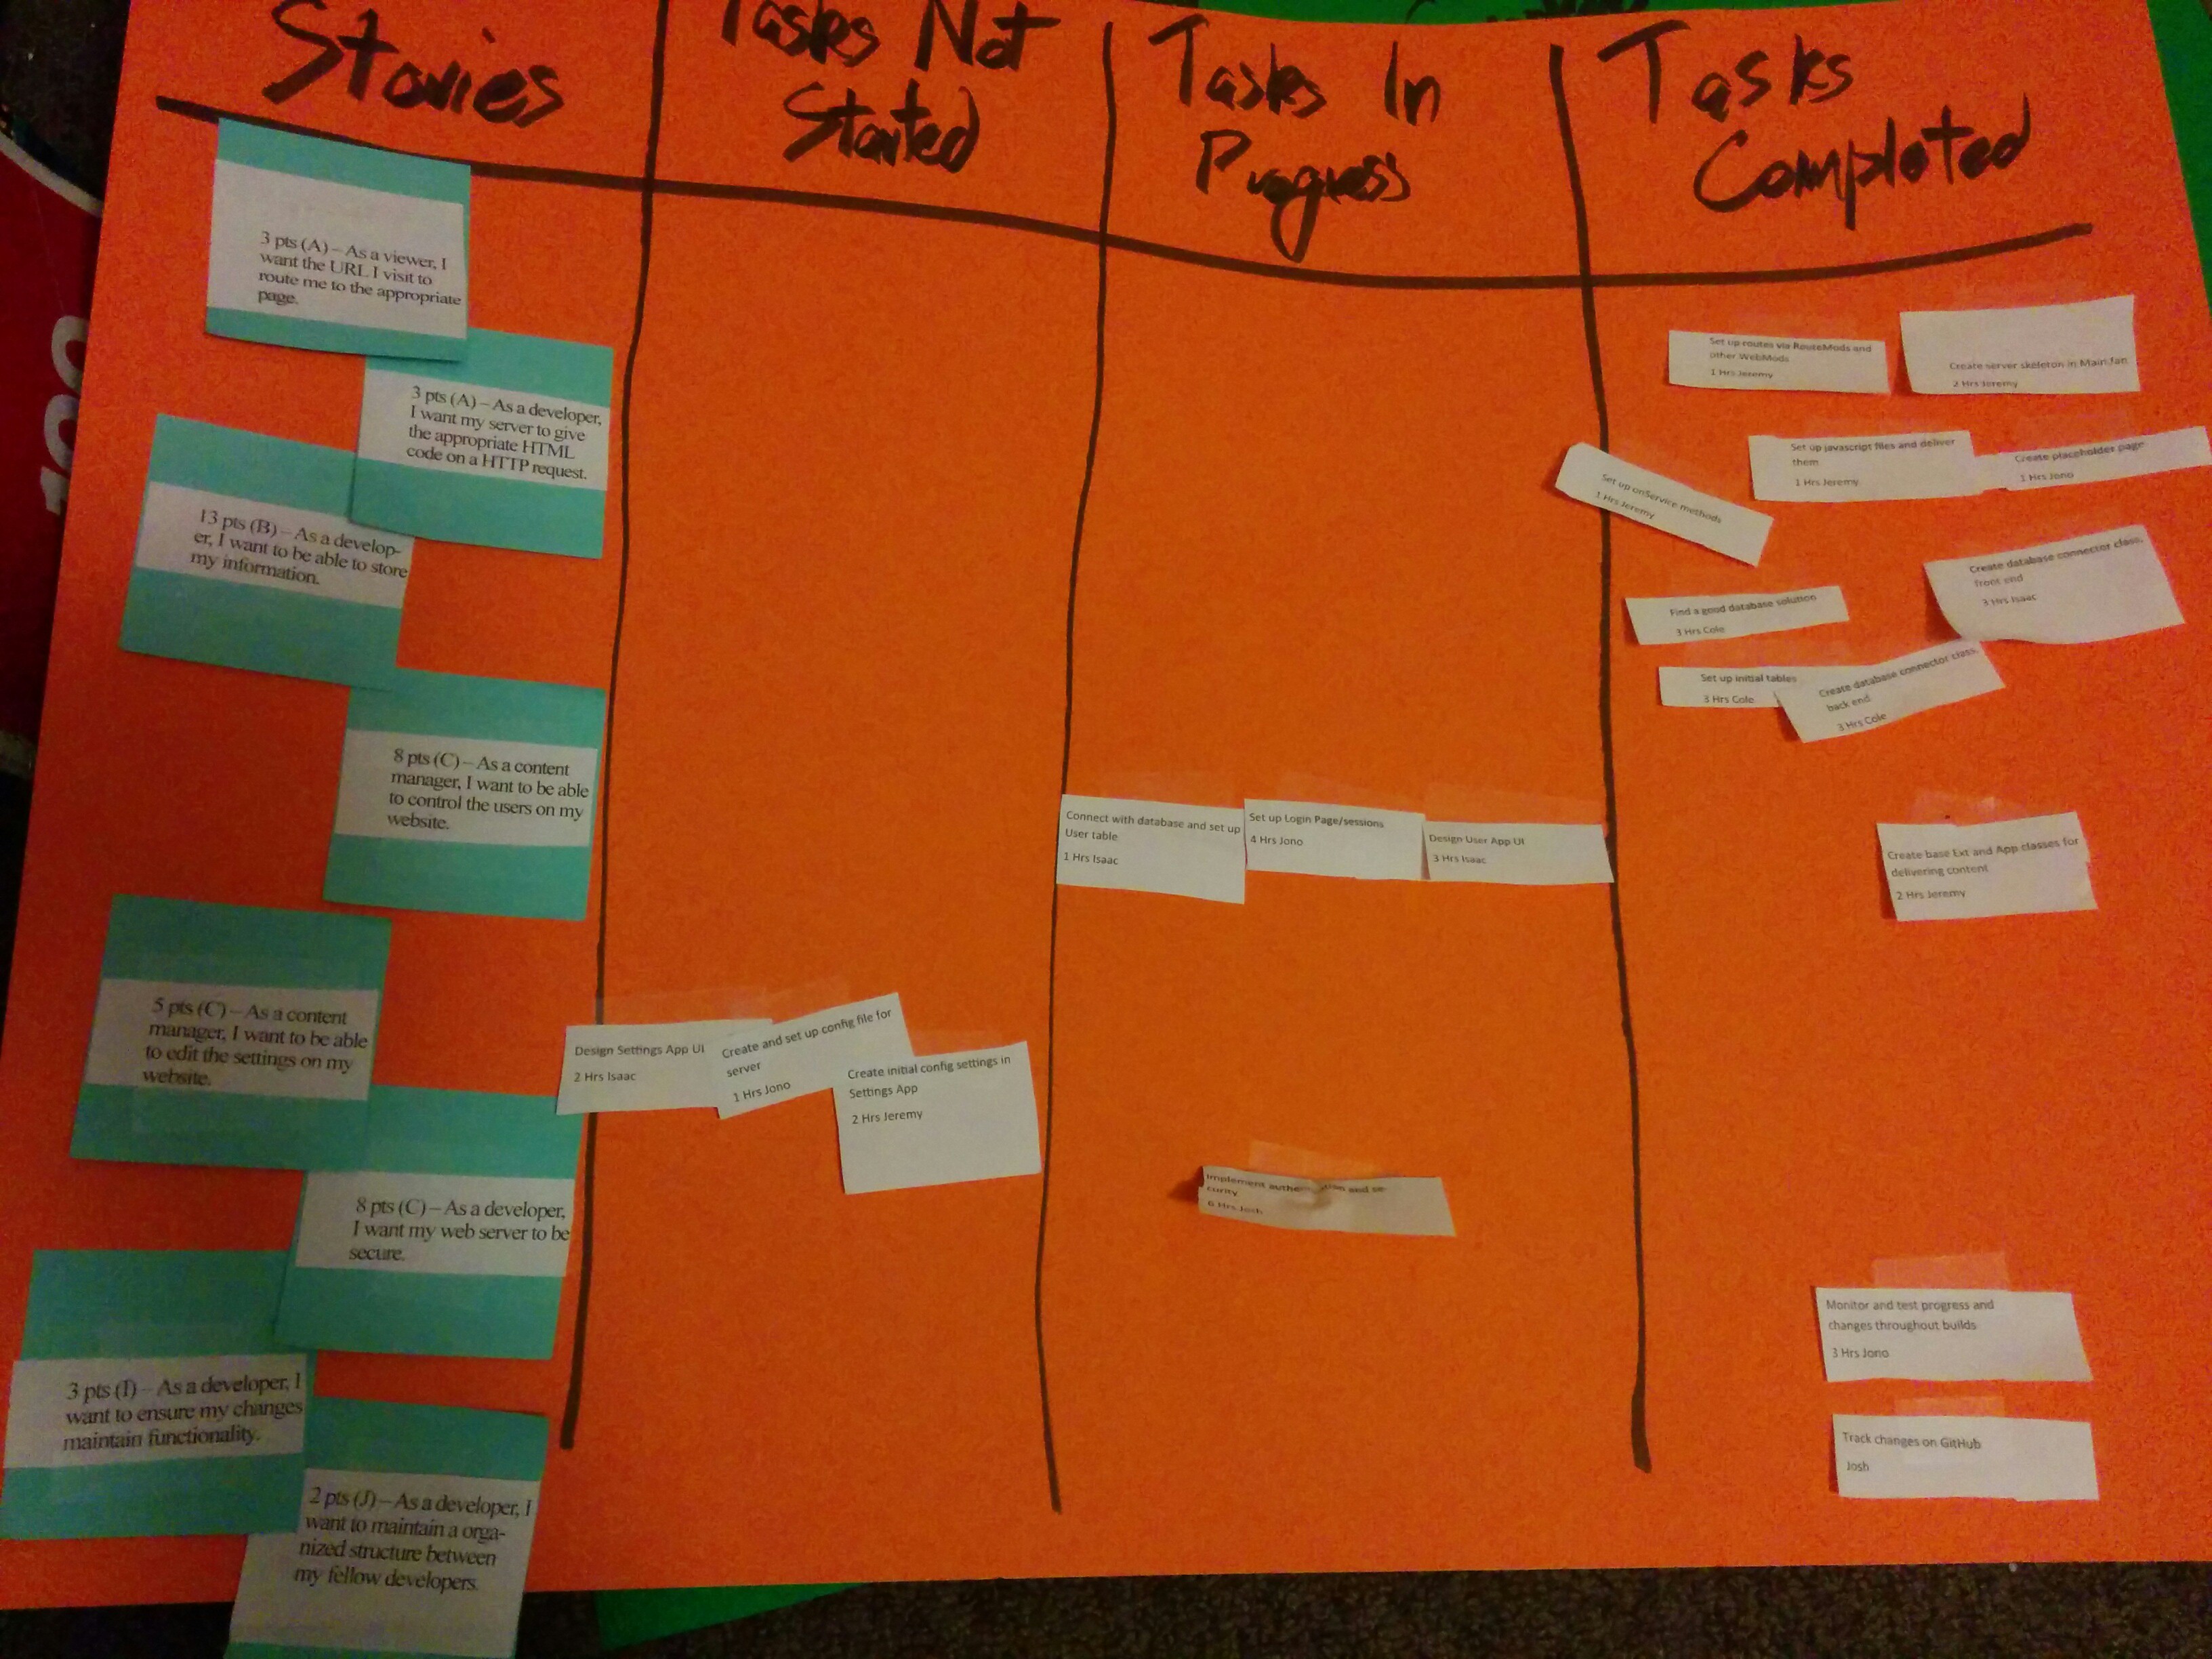 Stories
Tasks Not
Started
Tasks In
Progress
Tasks
Completed
3 pts (A) – As a viewer, I
want the URL I visit to
route me to the appropriate
page.
3 pts (A) – As a developer,
I want my server to give
the appropriate HTML
code on a HTTP request.
13 pts (B) – As a develop-
er, I want to be able to store
my information.
8 pts (C) – As a content
manager, I want to be able
to control the users on my
website.
5 pts (C) – As a content
manager, I want to be able
to edit the settings on my
website.
8 pts (C) – As a developer,
I want my web server to be
secure.
3 pts (I) – As a developer, I
want to ensure my changes
maintain functionality.
2 pts (J) – As a developer, I
want to maintain a orga-
nized structure between
my fellow developers.
Design Settings App UI
2 Hrs Isaac
Create and set up config file for
server
1 Hrs Jono
Create initial config settings in
Settings App
2 Hrs Jeremy
Connect with database and set up
User table
1 Hrs Isaac
Set up Login Page/sessions
4 Hrs Jono
Design User App UI
3 Hrs Isaac
Implement and se-
curity
6 Hrs Josh
Set up routes via RouteMods and
other WebMods
1 Hrs Jeremy
Create server skeleton in Main.fan
2 Hrs Jeremy
Set up onService methods
1 Hrs Jeremy
Set up javascript files and deliver
them
1 Hrs Jeremy
Create placeholder page
1 Hrs Jono
Find a good database solution
3 Hrs Cole
Create database connector class,
front end
3 Hrs Isaac
Set up initial tables
3 Hrs Cole
Create database connector class,
back end
3 Hrs Cole
Create base Ext and App classes for
delivering content
2 Hrs Jeremy
Monitor and test progress and
changes throughout builds
3 Hrs Jono
Track changes on GitHub
Josh